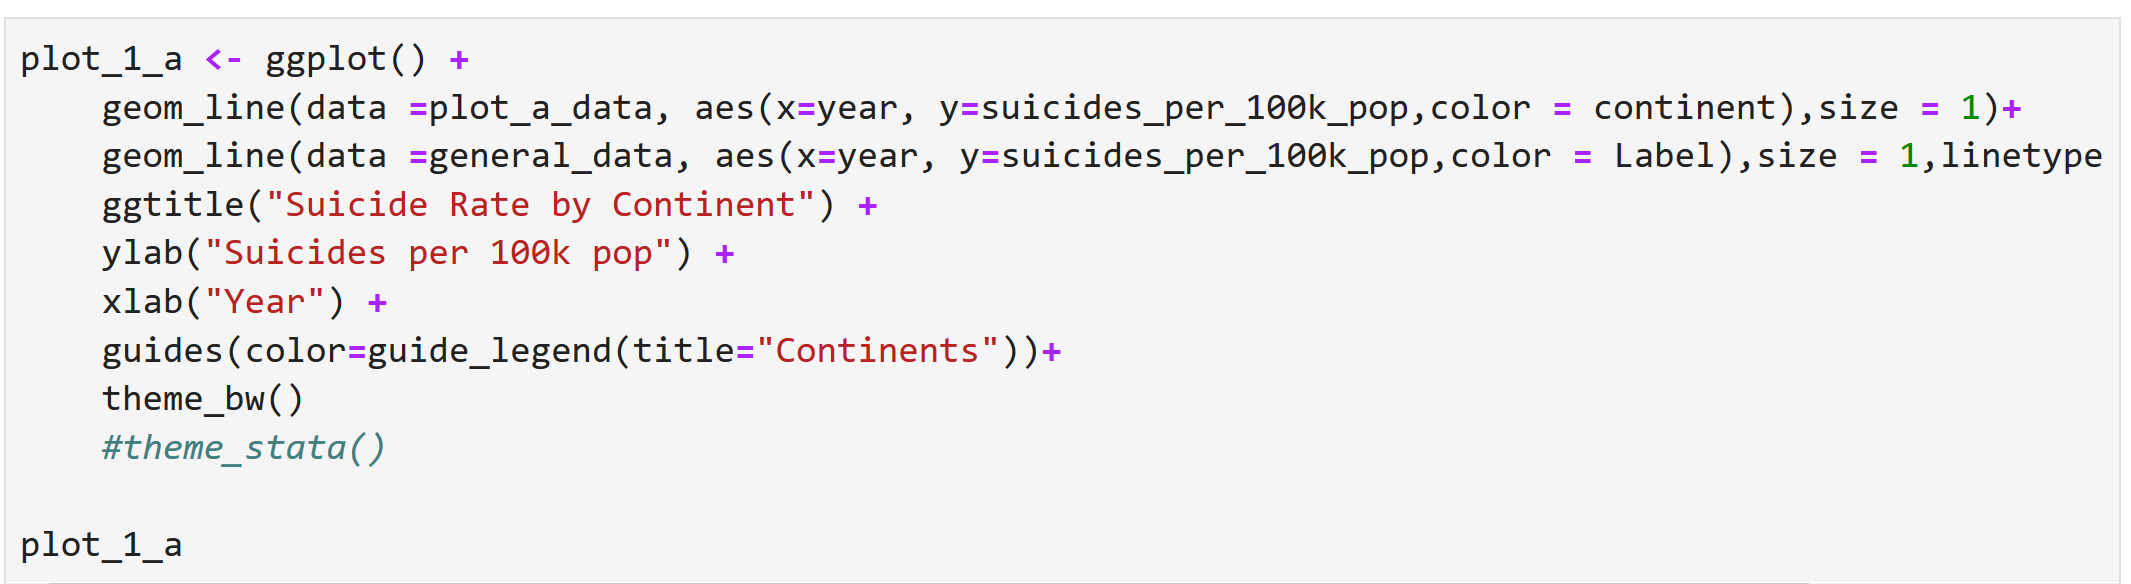 plot_1_a <- ggplot() +
    geom_line(data =plot_a_data, aes(x=year, y=suicides_per_100k_pop,color = continent),size = 1)+
    geom_line(data =general_data, aes(x=year, y=suicides_per_100k_pop,color = Label),size = 1,linetype
    ggtitle("Suicide Rate by Continent") +
    ylab("Suicides per 100k pop") +
    xlab("Year") +
    guides(color=guide_legend(title="Continents"))+
    theme_bw()
    #theme_stata()

plot_1_a